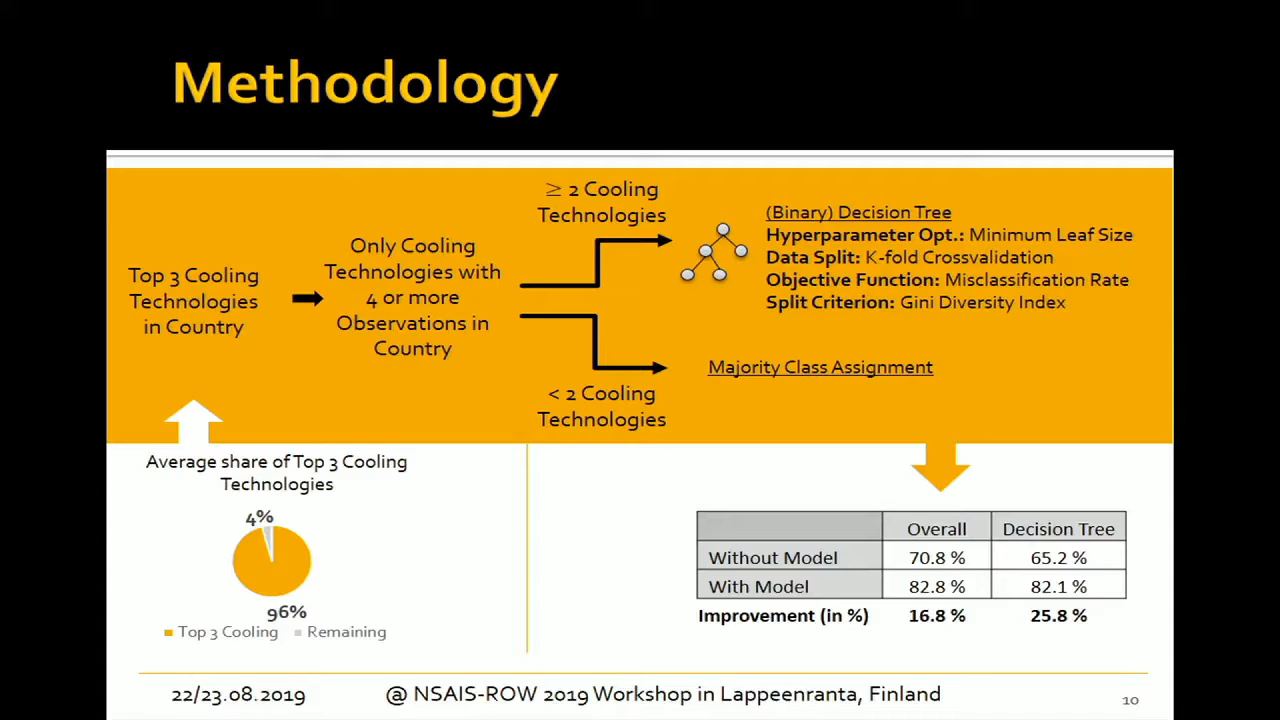 Methodology
Top 3 Cooling
Technologies
in Country
Only Cooling
Technologies with
4 or more
Observations in
Country
≥ 2 Cooling
Technologies
< 2 Cooling
Technologies
(Binary) Decision Tree
Hyperparameter Opt.: Minimum Leaf Size
Data Split: K-fold Crossvalidation
Objective Function: Misclassification Rate
Split Criterion: Gini Diversity Index
Majority Class Assignment
Average share of Top 3 Cooling
Technologies
4%
96%
Top 3 Cooling Remaining
Overall Decision Tree
Without Model 70.8 % 65.2 %
With Model 82.8 % 82.1 %
Improvement (in %) 16.8 % 25.8 %
22/23.08.2019 @ NSAIS-ROW 2019 Workshop in Lappeenranta, Finland 10